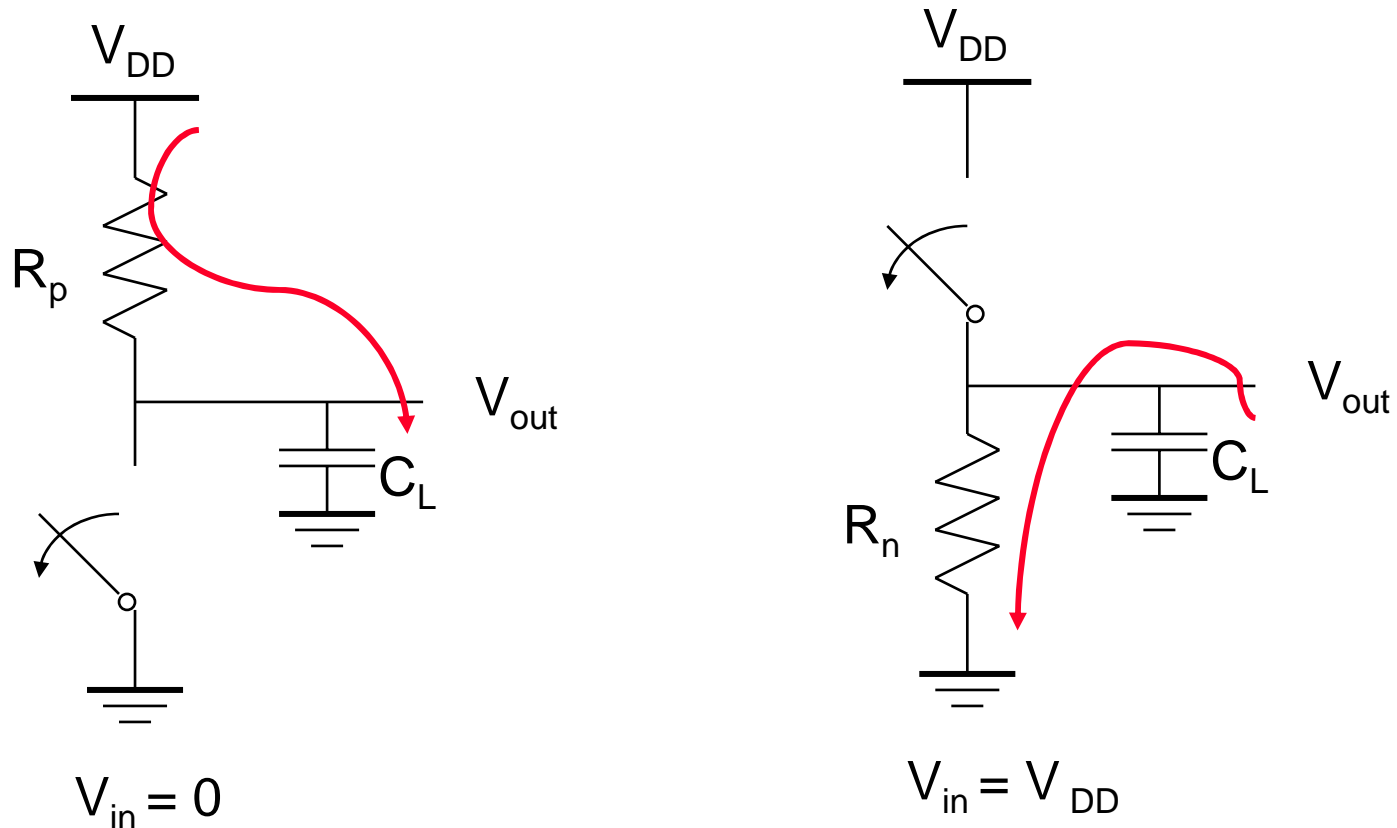 V_DD
R_p
V_out
C_L
V_in = 0
V_DD
V_out
C_L
R_n
V_in = V_DD